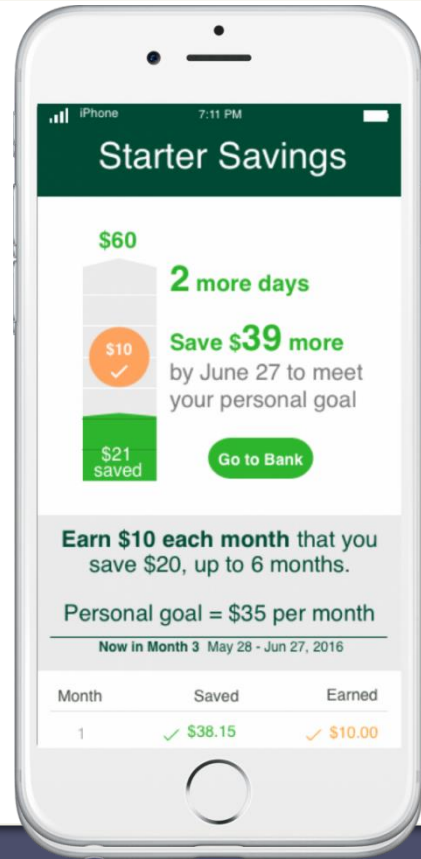 iPhone
7:11 PM
Starter Savings
$60
2 more days
$10
Save $39 more
by June 27 to meet
your personal goal
$21
saved
Go to Bank
Earn $10 each month that you
save $20, up to 6 months.
Personal goal = $35 per month
Now in Month 3 May 28 - Jun 27, 2016
Month Saved Earned
1 $38.15 $10.00